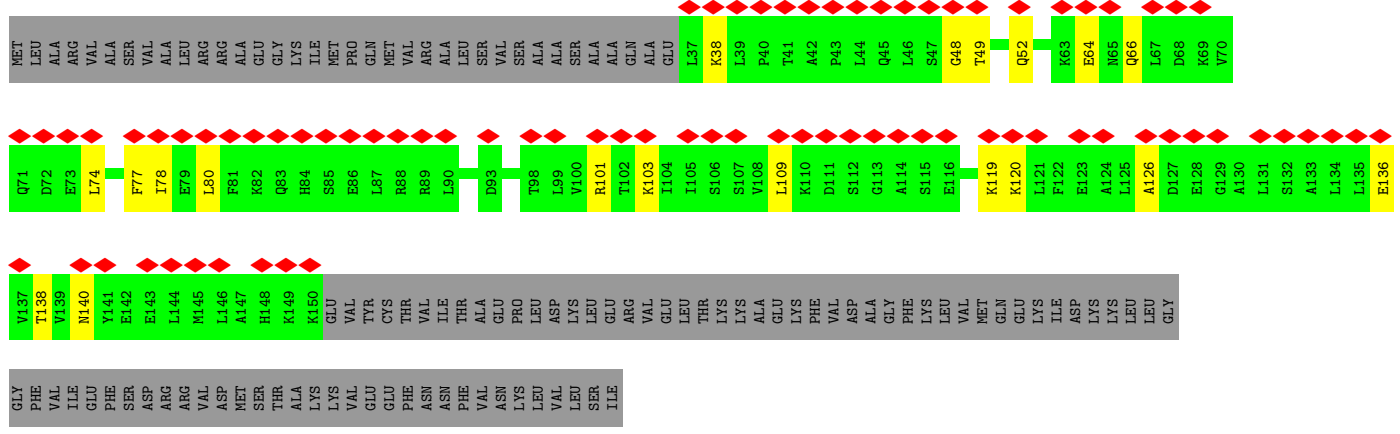 MET LEU ALA ARG VAL ALA SER VAL ALA LEU ARG ARG ALA GLU GLY LYS ILE MET PRO GLN MET VAL ARG ALA LEU SER VAL SER ALA ALA SER ALA ALA GLN ALA GLU L37 K38 L39 P40 T41 A42 P43 L44 Q45 L46 S47 G48 T49 Q52 K63 E64 N65 Q66 L67 D68 K69 V70
Q71 D72 E73 L74 F77 I78 E79 L80 F81 K82 Q83 H84 S85 E86 L87 R88 R89 L90 D93 T98 L99 V100 R101 T102 K103 I104 I105 S106 S107 V108 L109 K110 D111 S112 G113 A114 S115 E116 K119 K120 L121 F122 E123 A124 L125 A126 D127 E128 G129 A130 L131 S132 A133 L134 L135 E136
V137 T138 V139 N140 Y141 E142 E143 L144 M145 L146 A147 H148 K149 K150 GLU VAL TYR CYS THR VAL ILE THR ALA GLU PRO LEU ASP LYS LEU GLU ARG VAL GLU LEU THR LYS LYS ALA GLU LYS PHE VAL ASP ALA GLY PHE LYS LEU VAL MET GLN GLU LYS ILE ASP LYS LYS LEU LEU GLY
GLY PHE VAL ILE GLU PHE SER ASP ARG ARG VAL ASP MET SER THR ALA LYS LYS VAL GLU GLU PHE ASN ASN PHE VAL ASN LYS LEU VAL LEU SER ILE